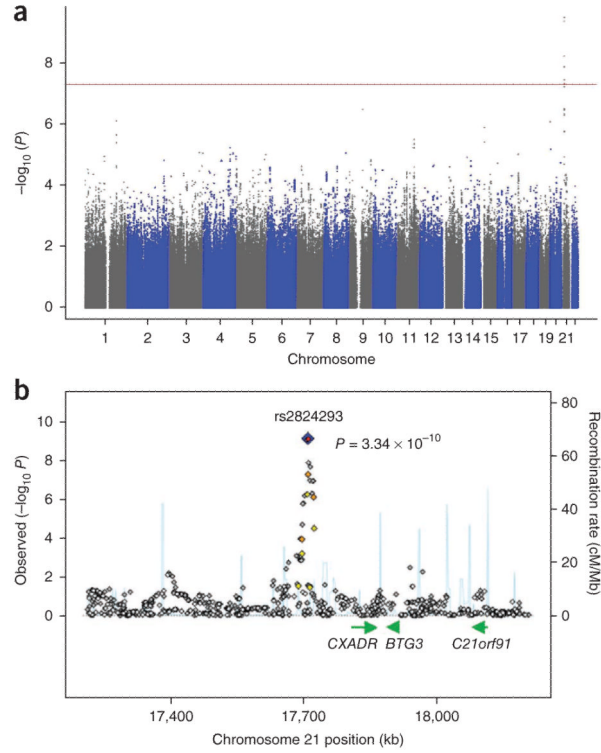 a
8
6
4
2
0
–log10 (P)
1 2 3 4 5 6 7 8 9 10 11 12 13 14 15 17 19 21
Chromosome
b
rs2824293
P = 3.34 × 10−10
10
8
6
4
2
0
Observed (–log10 P)
80
60
40
20
0
Recombination rate (cM/Mb)
CXADR BTG3 C21orf91
17,400 17,700 18,000
Chromosome 21 position (kb)